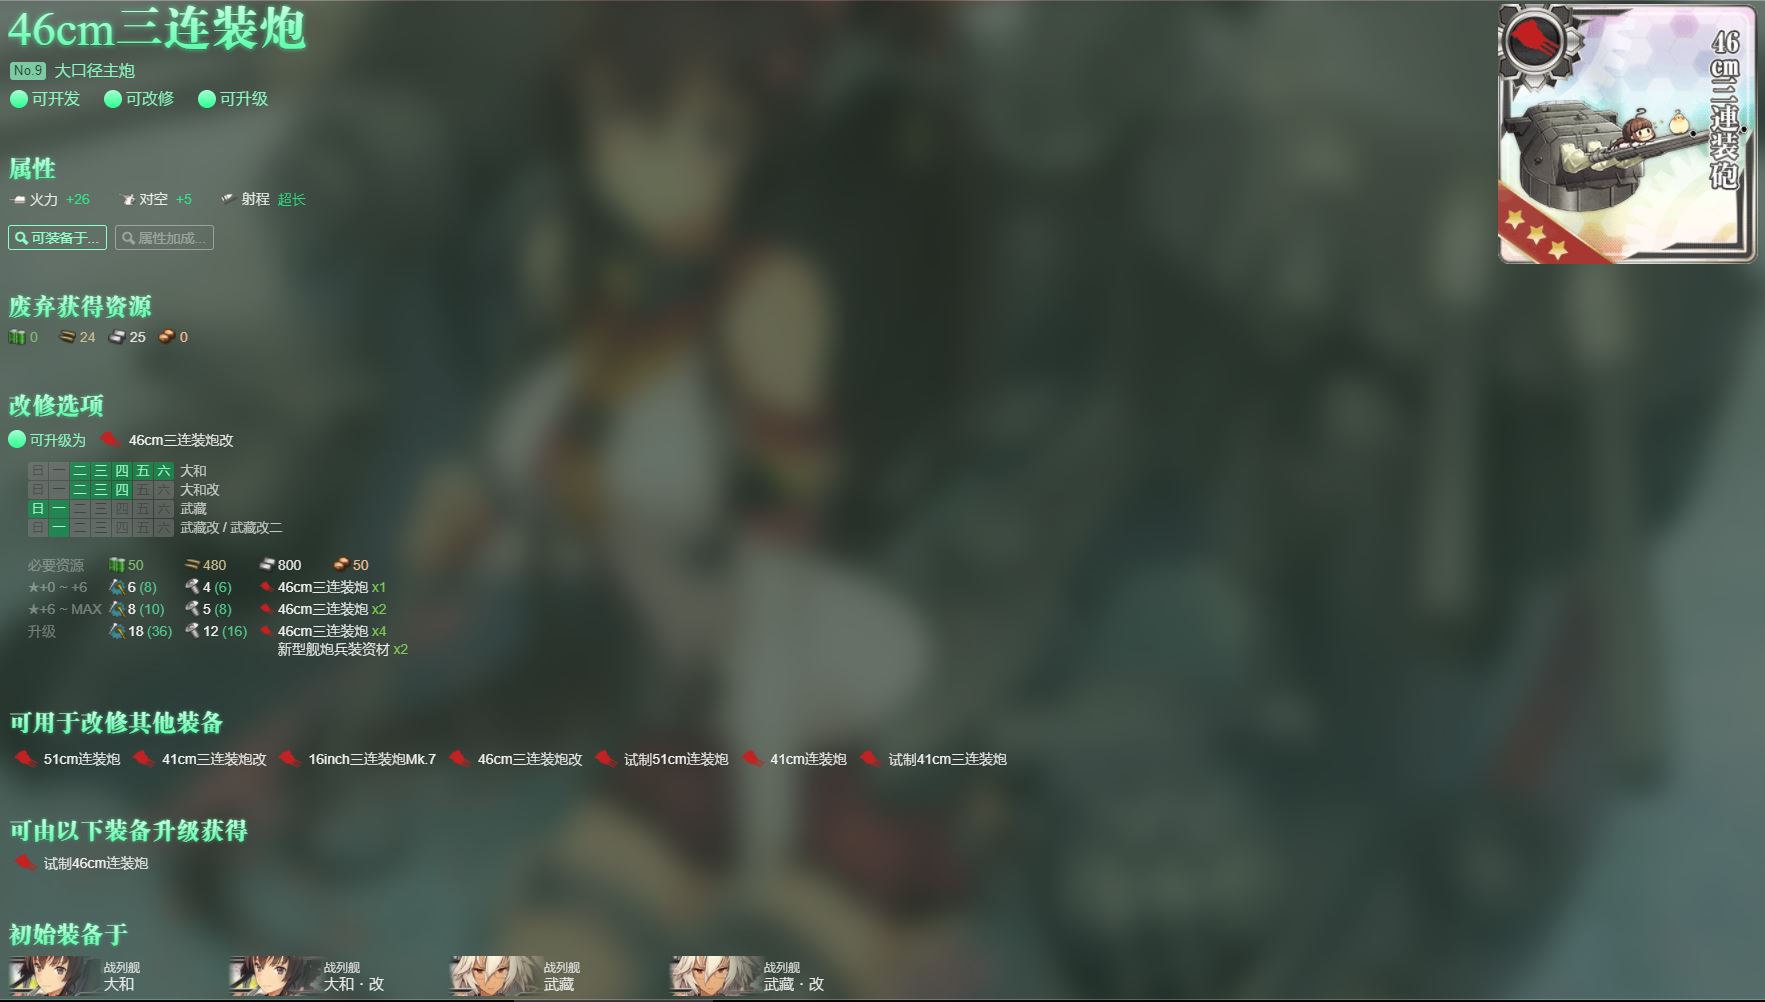 46cm三连装炮
No.9 大口径主炮
可开发 可改修 可升级
46cm三連装砲
属性
火力 +26 对空 +5 射程 超长
可装备于... 属性加成...
废弃获得资源
0 24 25 0
改修选项
可升级为 46cm三连装炮改
日 一 二 三 四 五 六 大和
日 一 二 三 四 五 六 大和改
日 一 二 三 四 五 六 武藏
日 一 二 三 四 五 六 武藏改 / 武藏改二
必要资源 50 480 800 50
★+0 ~ +6 6 (8) 4 (6) 46cm三连装炮 x1
★+6 ~ MAX 8 (10) 5 (8) 46cm三连装炮 x2
升级 18 (36) 12 (16) 46cm三连装炮 x4
新型舰炮兵装资材 x2
可用于改修其他装备
51cm连装炮 41cm三连装炮改 16inch三连装炮Mk.7 46cm三连装炮改 试制51cm连装炮 41cm连装炮 试制41cm三连装炮
可由以下装备升级获得
试制46cm连装炮
初始装备于
战列舰 战列舰 战列舰 战列舰
大和 大和·改 武藏 武藏·改